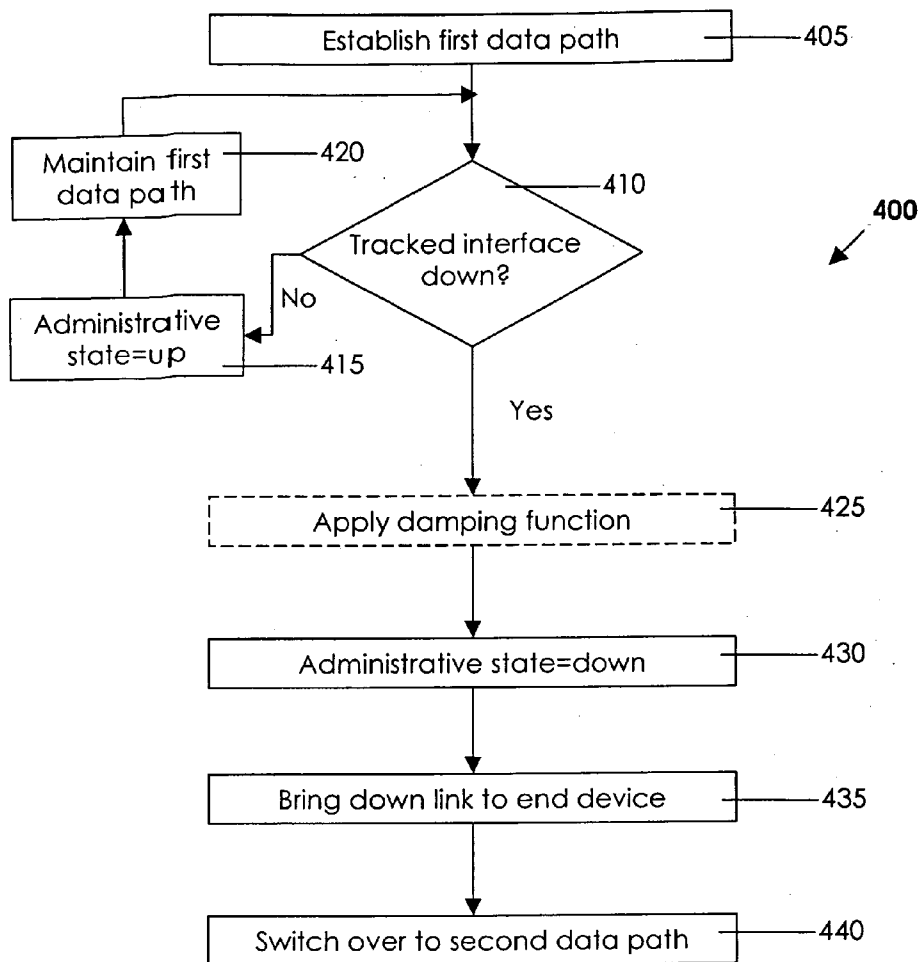 Establish first data path
405
Maintain first
data path
420
410
400
Tracked interface
down?
No
Administrative
state=up
415
Yes
Apply damping function
425
Administrative state=down
430
Bring down link to end device
435
Switch over to second data path
440